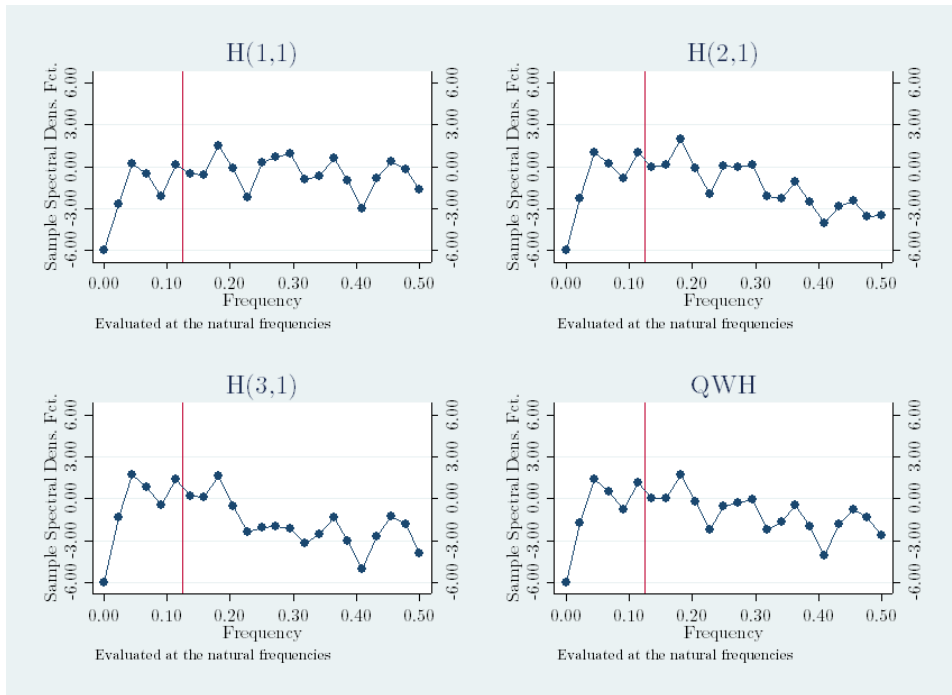 H(1,1)
Sample Spectral Dens. Fct.
6.00
3.00
0.00
-3.00
-6.00
6.00
3.00
0.00
-3.00
-6.00
0.00 0.10 0.20 0.30 0.40 0.50
Frequency
Evaluated at the natural frequencies
H(2,1)
Sample Spectral Dens. Fct.
6.00
3.00
0.00
-3.00
-6.00
6.00
3.00
0.00
-3.00
-6.00
0.00 0.10 0.20 0.30 0.40 0.50
Frequency
Evaluated at the natural frequencies
H(3,1)
Sample Spectral Dens. Fct.
6.00
3.00
0.00
-3.00
-6.00
6.00
3.00
0.00
-3.00
-6.00
0.00 0.10 0.20 0.30 0.40 0.50
Frequency
Evaluated at the natural frequencies
QWH
Sample Spectral Dens. Fct.
6.00
3.00
0.00
-3.00
-6.00
6.00
3.00
0.00
-3.00
-6.00
0.00 0.10 0.20 0.30 0.40 0.50
Frequency
Evaluated at the natural frequencies